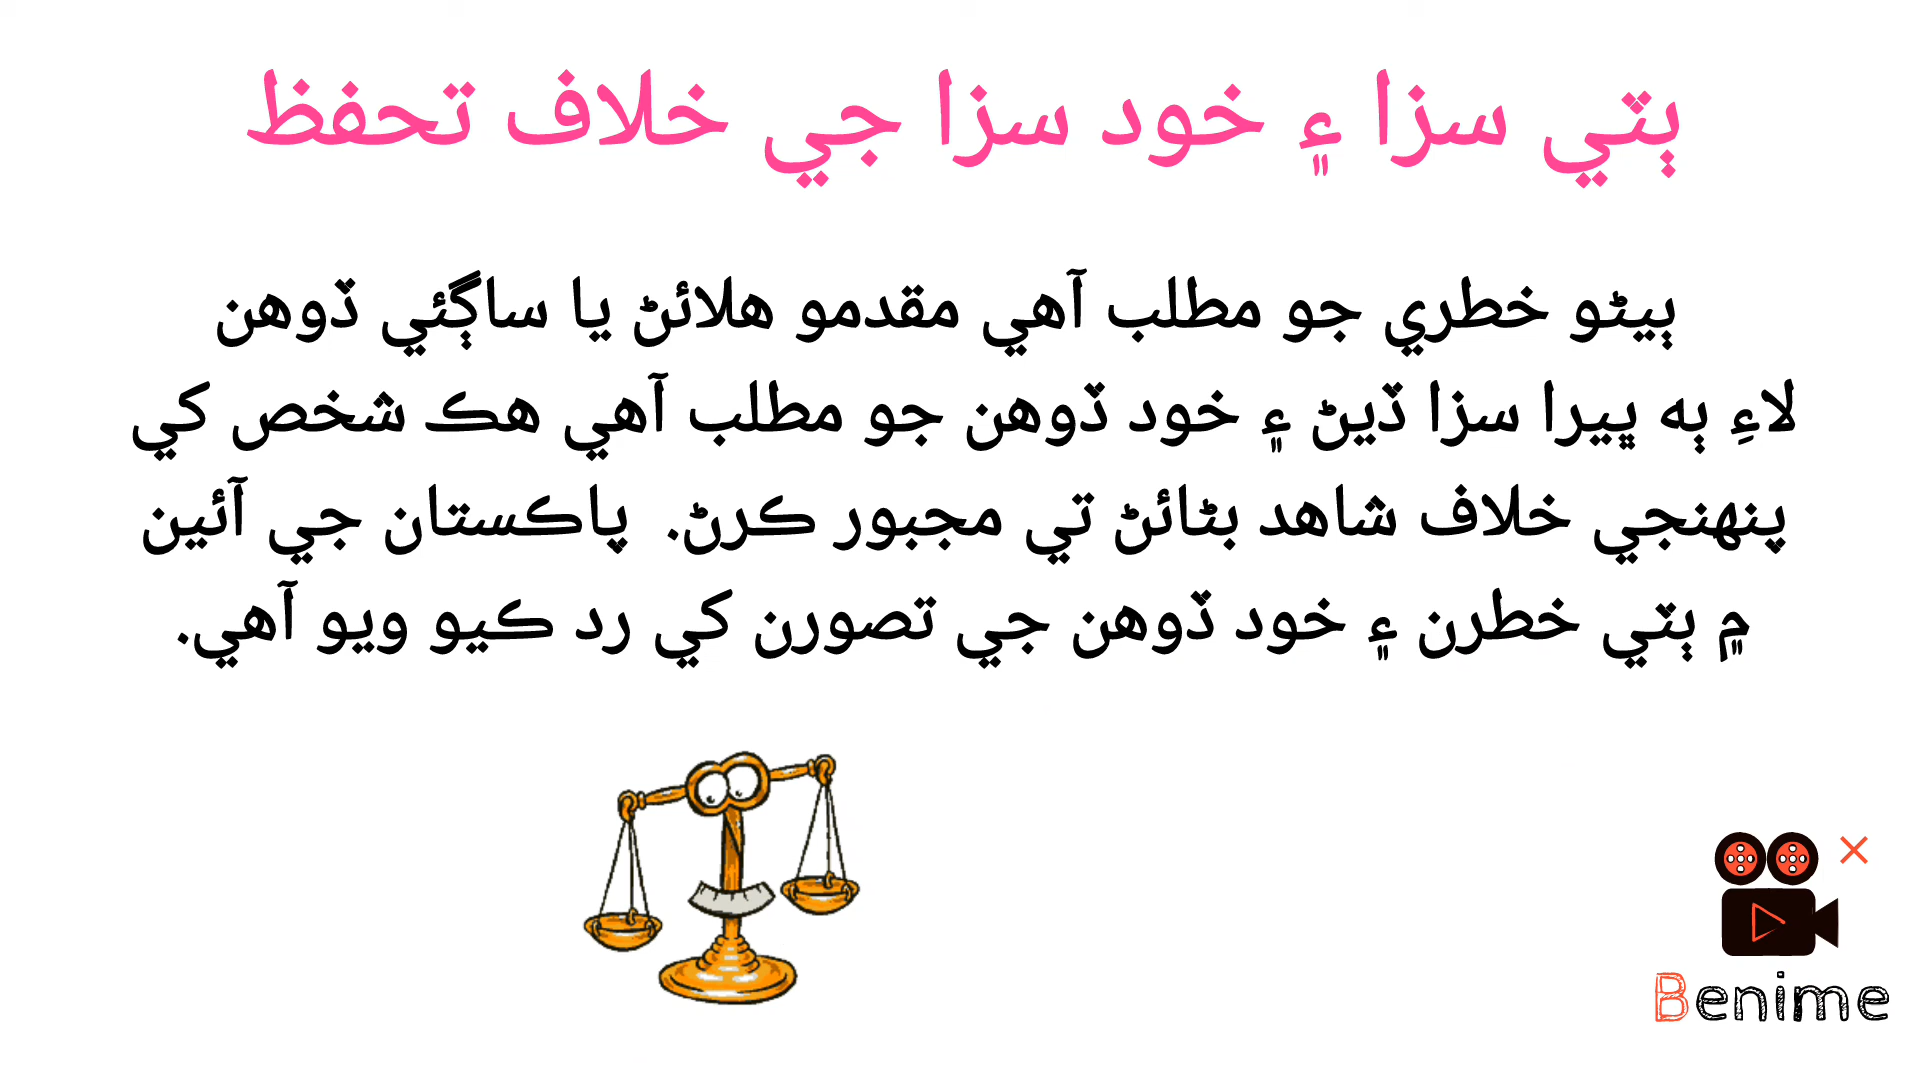 ٻٽي سزا ۽ خود سزا جي خلاف تحفظ
ٻيڻو خطري جو مطلب آهي مقدمو هلائڻ يا ساڳئي ڏوهن
لاءِ ٻه ڀيرا سزا ڏيڻ ۽ خود ڏوهن جو مطلب آهي هڪ شخص کي
پنهنجي خلاف شاهد بڻائڻ تي مجبور ڪرڻ. پاڪستان جي آئين
۾ ٻٽي خطرن ۽ خود ڏوهن جي تصورن کي رد ڪيو ويو آهي.
Benime